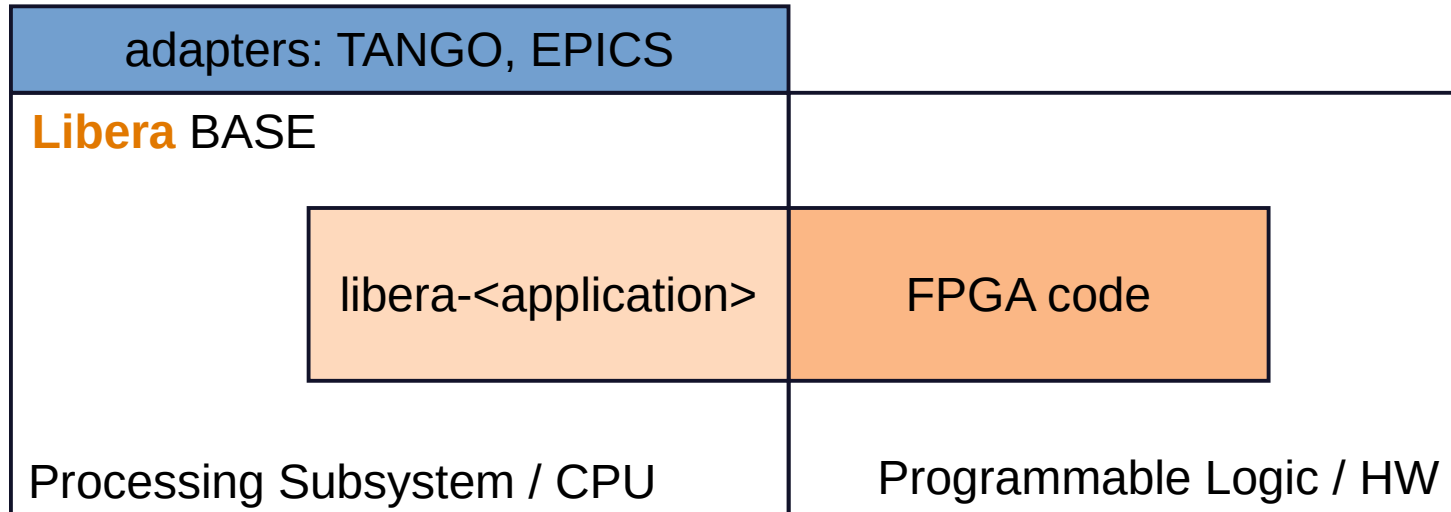 adapters: TANGO, EPICS
Libera BASE
libera-<application>
FPGA code
Processing Subsystem / CPU
Programmable Logic / HW